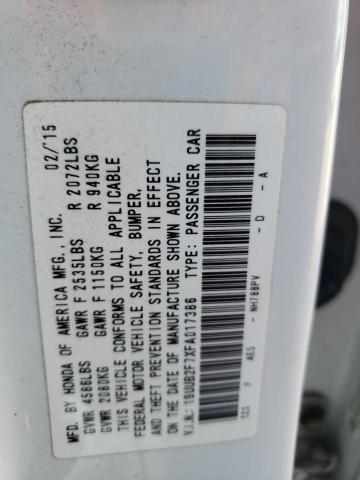 MFD. BY HONDA OF AMERICA MFG., INC. 02/'15
GVWR 4586LBS GAWR F 2535LBS R 2072LBS
GVWR 2080KG GAWR F 1150KG R 940KG
THIS VEHICLE CONFORMS TO ALL APPLICABLE
FEDERAL MOTOR VEHICLE SAFETY, BUMPER,
AND THEFT PREVENTION STANDARDS IN EFFECT
ON THE DATE OF MANUFACTURE SHOWN ABOVE.
V.I.N.: 19UUB2F7XFA017386 TYPE: PASSENGER CAR
123 F AE5 - NH788PV - D - A